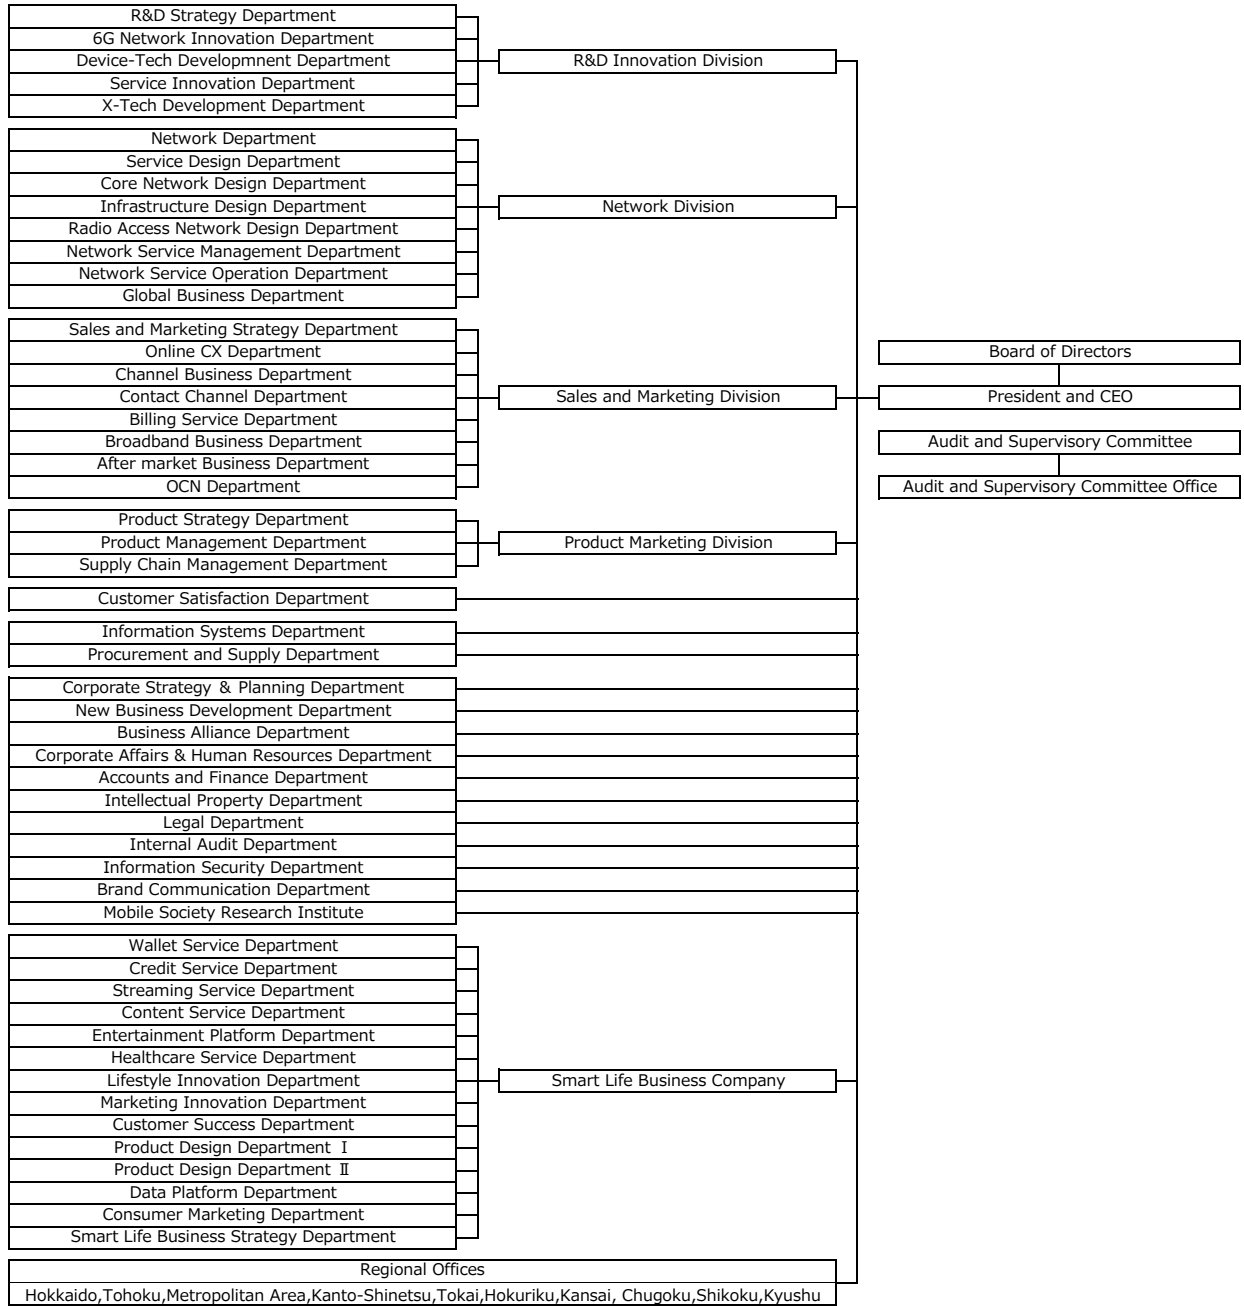 R&D Strategy Department
6G Network Innovation Department
Device-Tech Developmnent Department
Service Innovation Department
X-Tech Development Department
R&D Innovation Division
Network Department
Service Design Department
Core Network Design Department
Infrastructure Design Department
Radio Access Network Design Department
Network Service Management Department
Network Service Operation Department
Global Business Department
Network Division
Sales and Marketing Strategy Department
Online CX Department
Channel Business Department
Contact Channel Department
Billing Service Department
Broadband Business Department
After market Business Department
OCN Department
Sales and Marketing Division
Board of Directors
President and CEO
Audit and Supervisory Committee
Audit and Supervisory Committee Office
Product Strategy Department
Product Management Department
Supply Chain Management Department
Product Marketing Division
Customer Satisfaction Department
Information Systems Department
Procurement and Supply Department
Corporate Strategy & Planning Department
New Business Development Department
Business Alliance Department
Corporate Affairs & Human Resources Department
Accounts and Finance Department
Intellectual Property Department
Legal Department
Internal Audit Department
Information Security Department
Brand Communication Department
Mobile Society Research Institute
Wallet Service Department
Credit Service Department
Streaming Service Department
Content Service Department
Entertainment Platform Department
Healthcare Service Department
Lifestyle Innovation Department
Marketing Innovation Department
Customer Success Department
Product Design Department Ⅰ
Product Design Department Ⅱ
Data Platform Department
Consumer Marketing Department
Smart Life Business Strategy Department
Smart Life Business Company
Regional Offices
Hokkaido,Tohoku,Metropolitan Area,Kanto-Shinetsu,Tokai,Hokuriku,Kansai, Chugoku,Shikoku,Kyushu